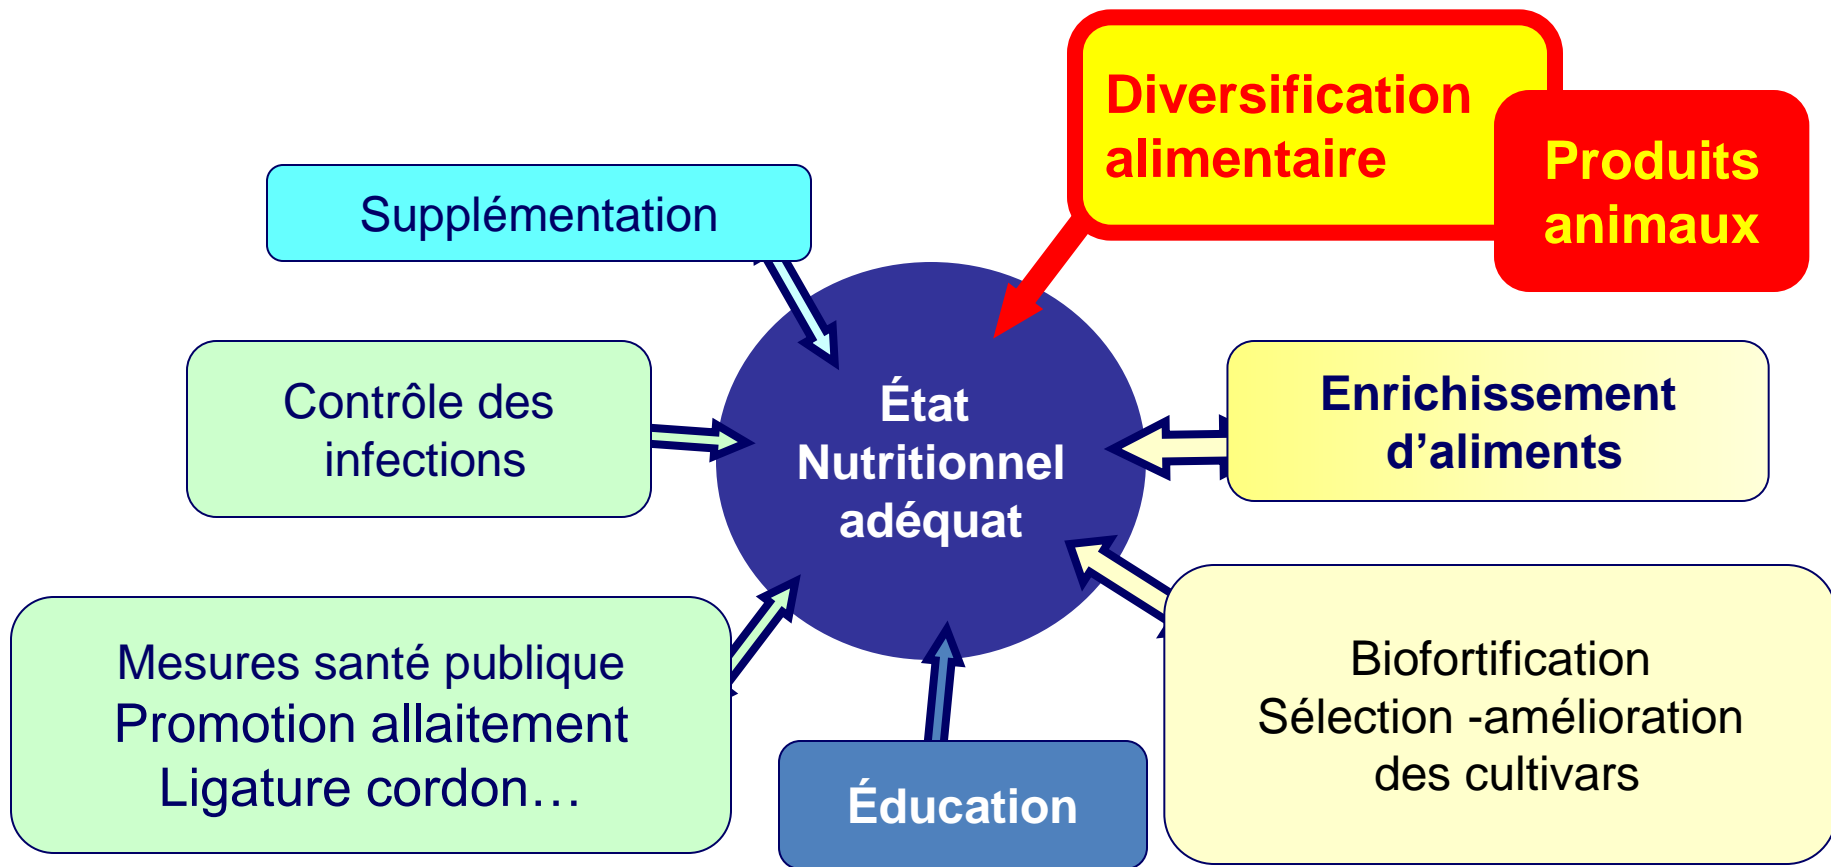 Diversification
alimentaire
Produits
animaux
Supplémentation
Contrôle des
infections
État
Nutritionnel
adéquat
Enrichissement
d’aliments
Mesures santé publique
Promotion allaitement
Ligature cordon…
Éducation
Biofortification
Sélection -amélioration
des cultivars